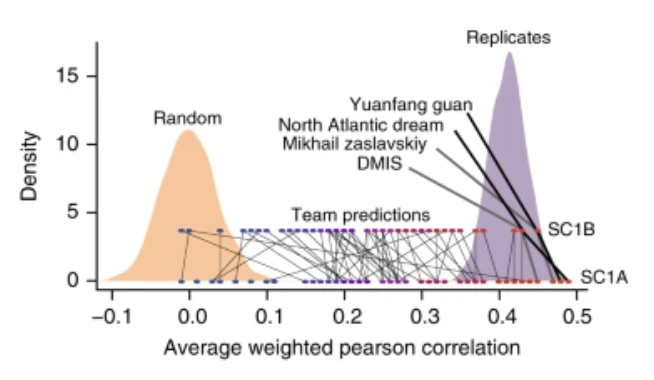 Replicates
15
Yuanfang guan
Random
North Atlantic dream
10
Mikhail zaslavskiy
DMIS
Density
Team predictions
5
SC1B
0
SC1A
−0.1 0.0 0.1 0.2 0.3 0.4 0.5
Average weighted pearson correlation